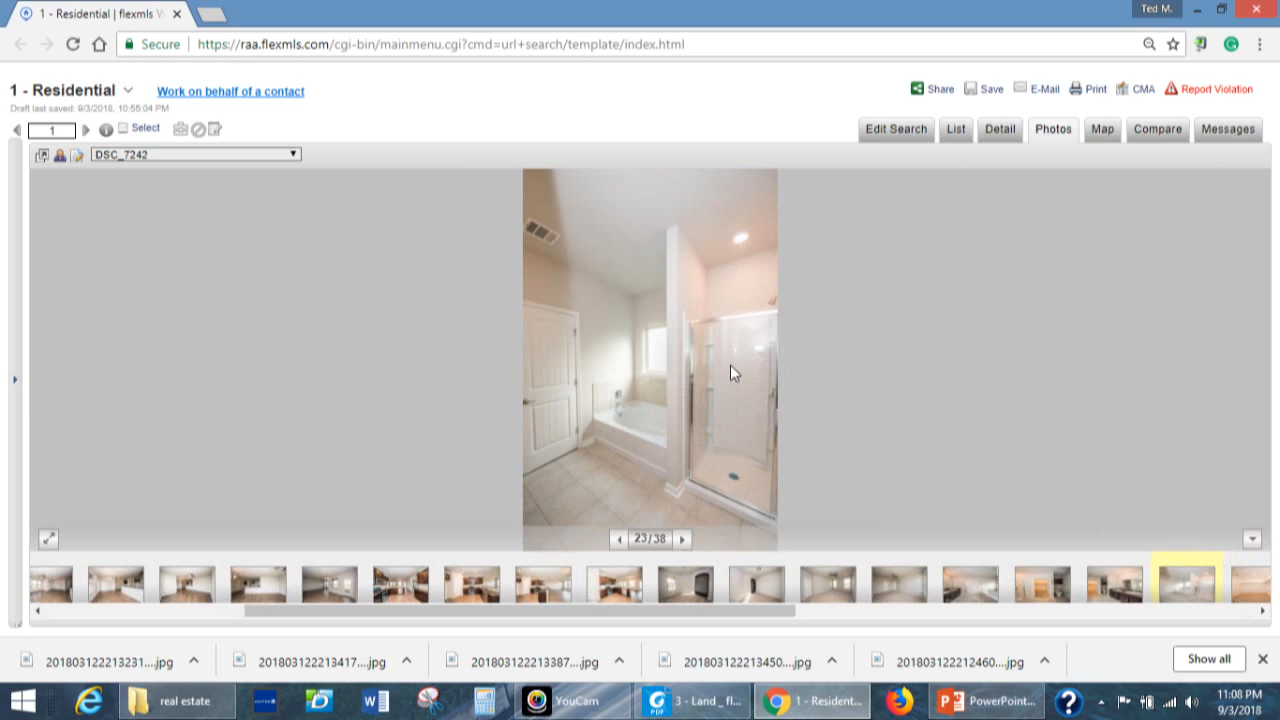 1 - Residential | flexmls W
Ted M.
Secure
https://raa.flexmls.com/cgi-bin/mainmenu.cgi?cmd=url+search/template/index.html
1 - Residential
Work on behalf of a contact
Share
Save
E-Mail
Print
CMA
Report Violation
Draft last saved: 9/3/2018, 10:55:04 PM
1
Select
Edit Search
List
Detail
Photos
Map
Compare
Messages
DSC_7242
23/38
201803122213231....jpg
201803122213417....jpg
201803122213387....jpg
201803122213450....jpg
201803122212460....jpg
Show all
real estate
YouCam
3 - Land _ fl...
1 - Resident...
PowerPoint...
11:08 PM
9/3/2018